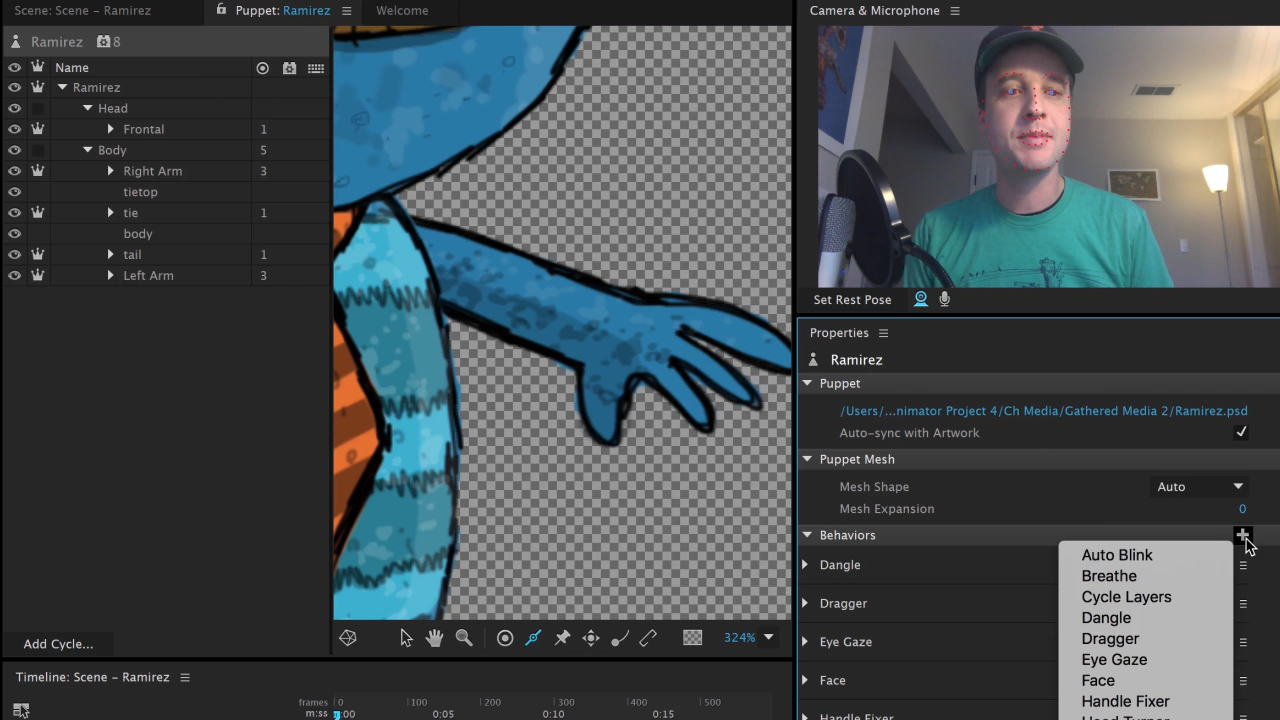 Scene: Scene – Ramirez
Puppet: Ramirez
Welcome
Ramirez 8
Name
Ramirez
Head
Frontal 1
Body 5
Right Arm 3
tietop
tie 1
body
tail 1
Left Arm 3
Add Cycle...
324%
Timeline: Scene – Ramirez
frames 0 100 200 300 400 500
m:ss 0:00 0:05 0:10 0:15
Camera & Microphone
Set Rest Pose
Properties
Ramirez
Puppet
/Users/...nimator Project 4/Ch Media/Gathered Media 2/Ramirez.psd
Auto-sync with Artwork
Puppet Mesh
Mesh Shape Auto
Mesh Expansion 0
Behaviors
Dangle
Dragger
Eye Gaze
Face
Handle Fixer
Auto Blink
Breathe
Cycle Layers
Dangle
Dragger
Eye Gaze
Face
Handle Fixer
Head Turner